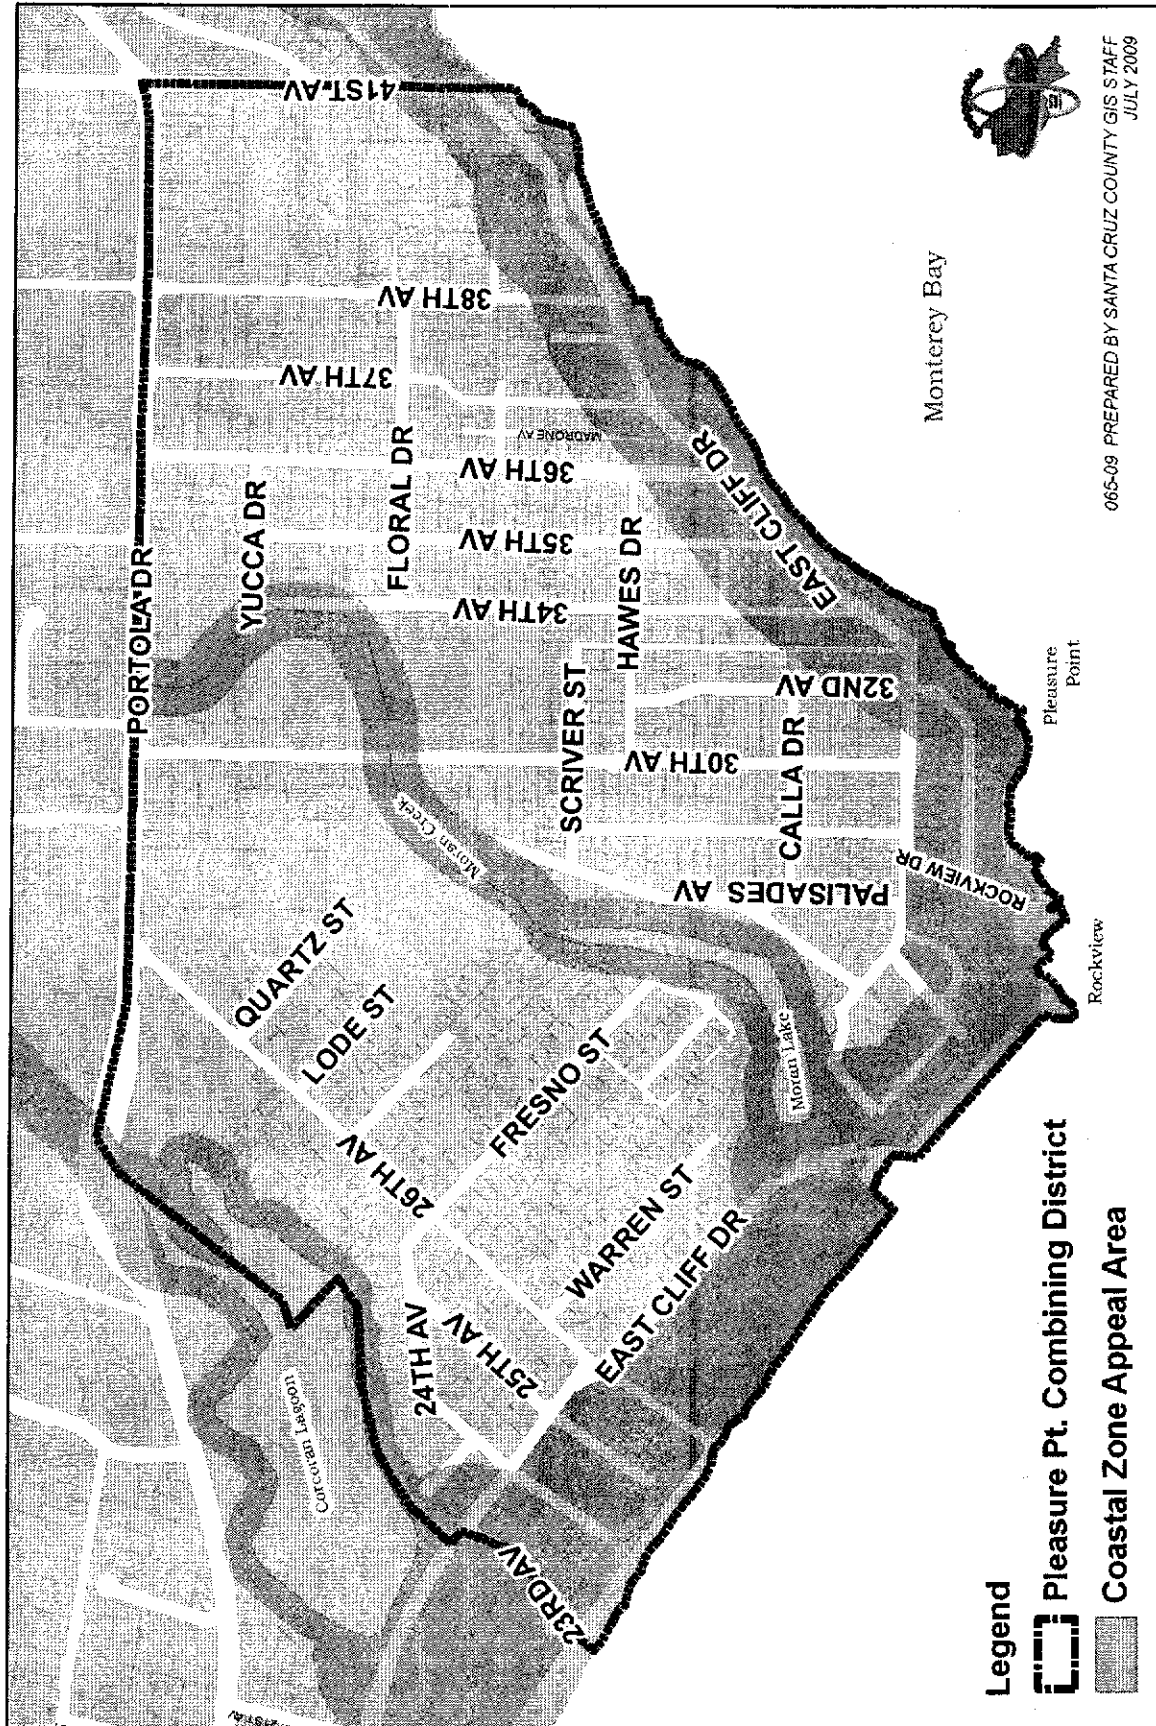 PORTOLA DR
41ST AV
38TH AV
37TH AV
MADRONE AV
36TH AV
35TH AV
34TH AV
32ND AV
30TH AV
YUCCA DR
FLORAL DR
HAWES DR
SCRIVER ST
CALLA DR
PALISADES AV
ROCKVIEW DR
EAST CLIFF DR
QUARTZ ST
LODE ST
26TH AV
FRESNO ST
WARREN ST
EAST CLIFF DR
25TH AV
24TH AV
23RD AV
Moran Creek
Moran Lake
Corcoran Lagoon
Monterey Bay
Pleasure
Point
Rockview
Legend
Pleasure Pt. Combining District
Coastal Zone Appeal Area
065-09 PREPARED BY SANTA CRUZ COUNTY GIS STAFF
JULY 2009